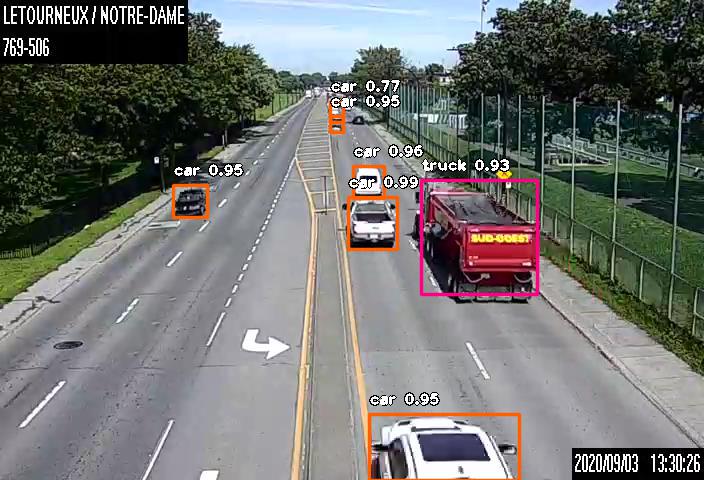 LETOURNEUX / NOTRE-DAME
769-506
car 0.77
car 0.95
car 0.96
car 0.99
truck 0.93
car 0.95
SUD-OUEST
car 0.95
2020/09/03 13:30:26